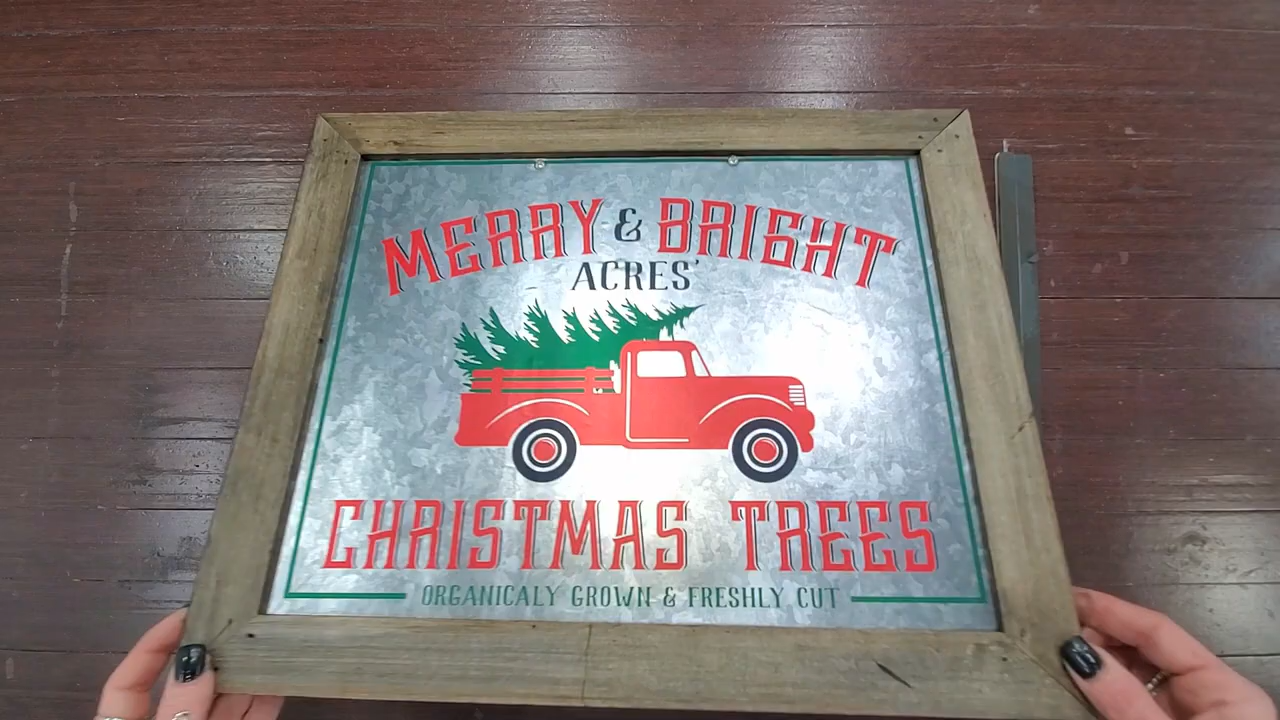 MERRY & BRIGHT
ACRES'
CHRISTMAS TREES
ORGANICALY GROWN & FRESHLY CUT